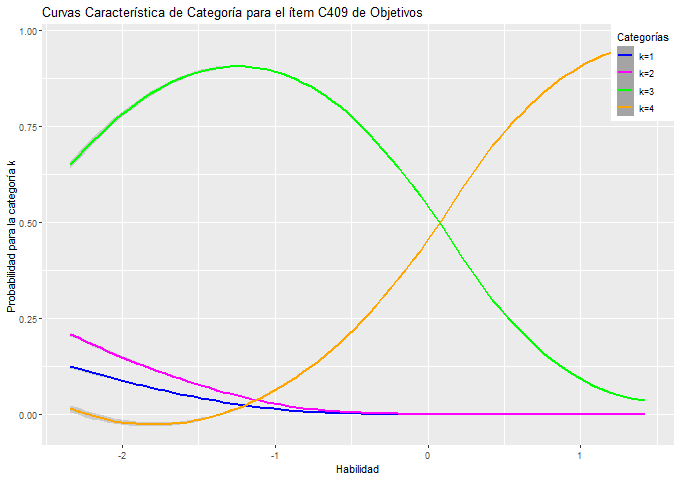 Curvas Característica de Categoría para el ítem C409 de Objetivos
Categorías
k=1
k=2
k=3
k=4
Probabilidad para la categoría k
1.00
0.75
0.50
0.25
0.00
-2
-1
0
1
Habilidad